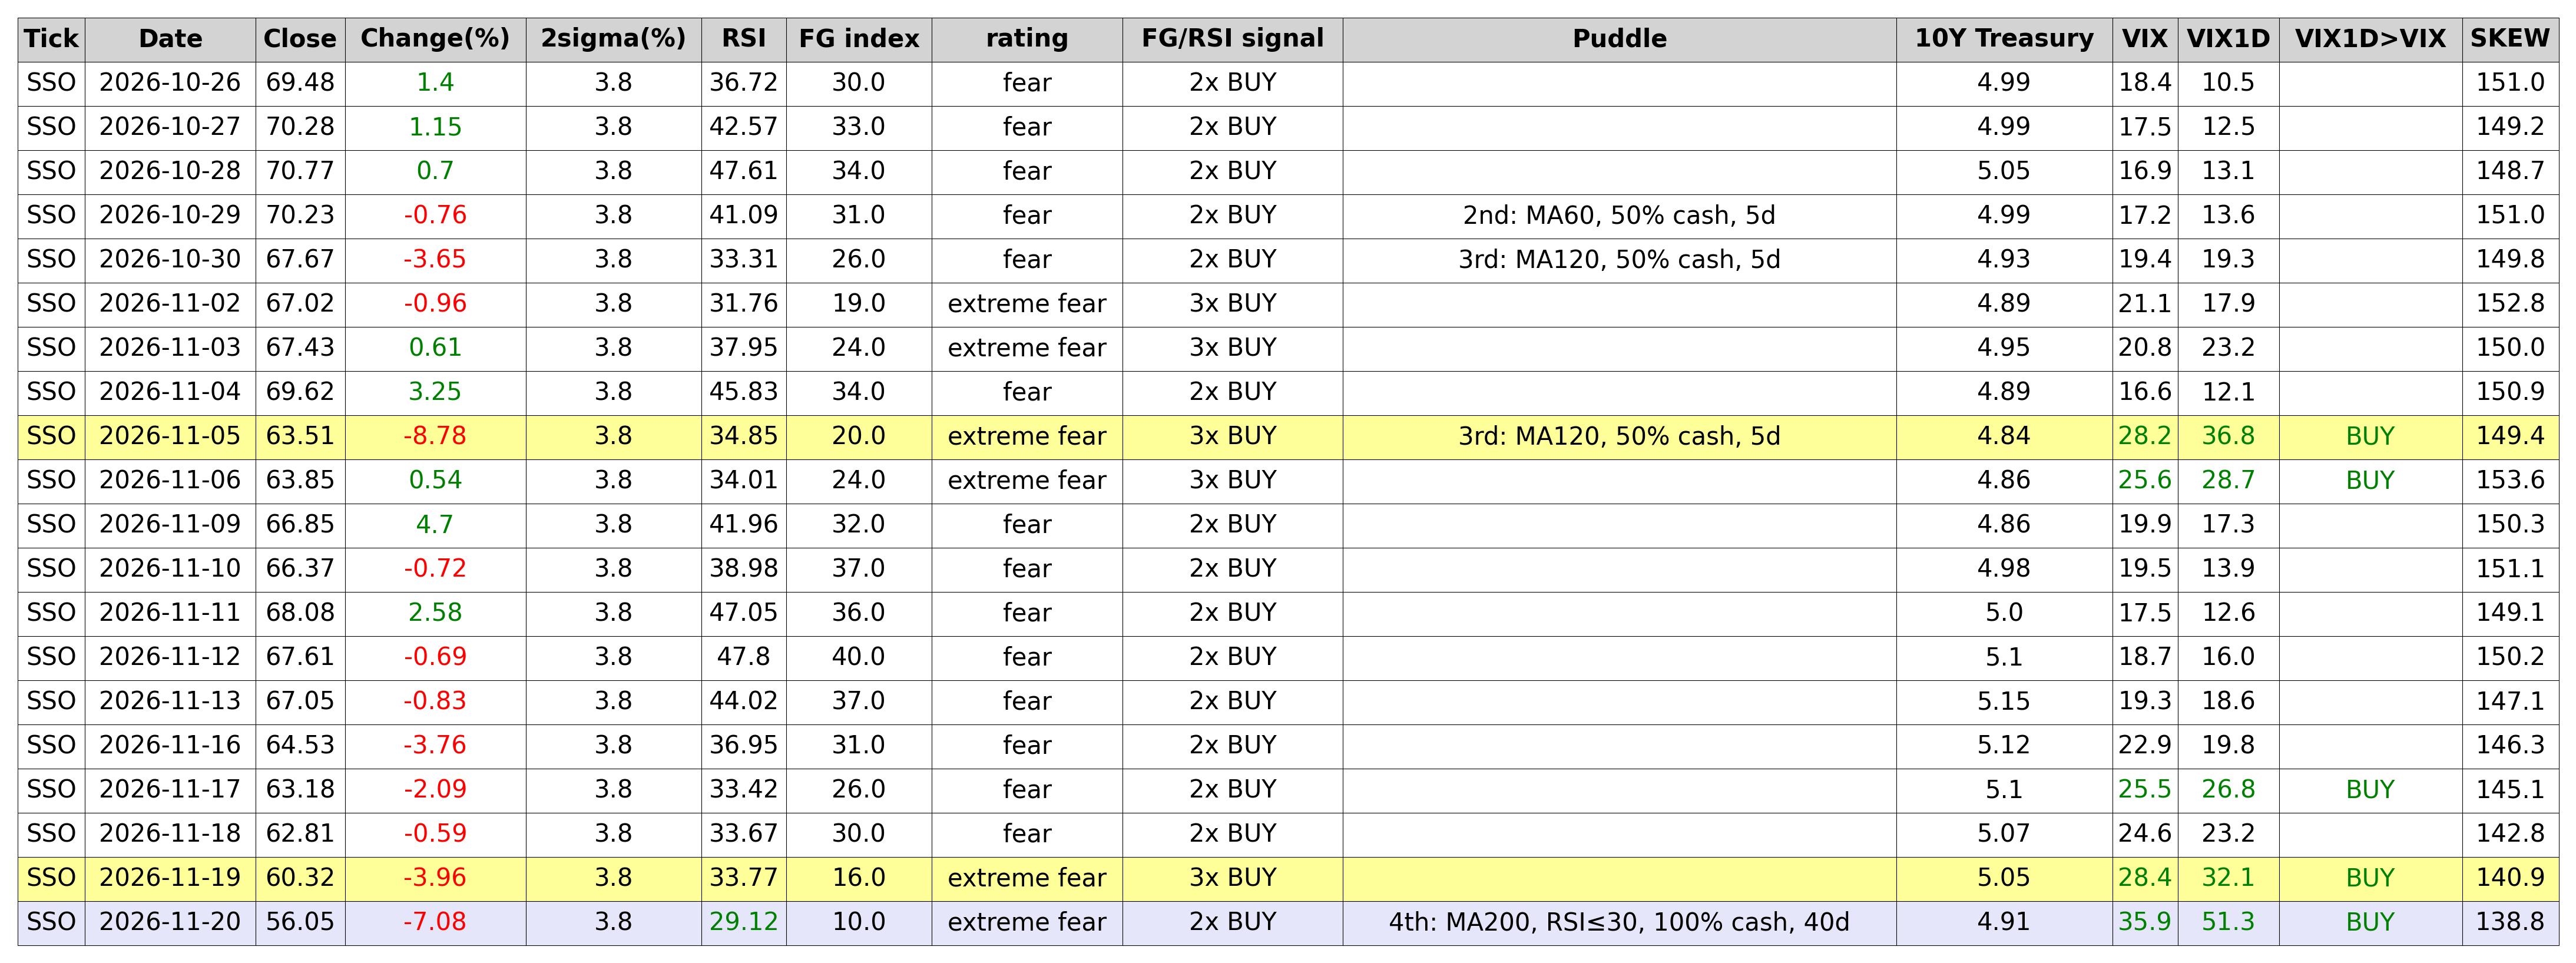 Tick Date Close Change(%) 2sigma(%) RSI FG index rating FG/RSI signal Puddle 10Y Treasury VIX VIX1D VIX1D>VIX SKEW
SSO 2026-10-26 69.48 1.4 3.8 36.72 30.0 fear 2x BUY 4.99 18.4 10.5 151.0
SSO 2026-10-27 70.28 1.15 3.8 42.57 33.0 fear 2x BUY 4.99 17.5 12.5 149.2
SSO 2026-10-28 70.77 0.7 3.8 47.61 34.0 fear 2x BUY 5.05 16.9 13.1 148.7
SSO 2026-10-29 70.23 -0.76 3.8 41.09 31.0 fear 2x BUY 2nd: MA60, 50% cash, 5d 4.99 17.2 13.6 151.0
SSO 2026-10-30 67.67 -3.65 3.8 33.31 26.0 fear 2x BUY 3rd: MA120, 50% cash, 5d 4.93 19.4 19.3 149.8
SSO 2026-11-02 67.02 -0.96 3.8 31.76 19.0 extreme fear 3x BUY 4.89 21.1 17.9 152.8
SSO 2026-11-03 67.43 0.61 3.8 37.95 24.0 extreme fear 3x BUY 4.95 20.8 23.2 150.0
SSO 2026-11-04 69.62 3.25 3.8 45.83 34.0 fear 2x BUY 4.89 16.6 12.1 150.9
SSO 2026-11-05 63.51 -8.78 3.8 34.85 20.0 extreme fear 3x BUY 3rd: MA120, 50% cash, 5d 4.84 28.2 36.8 BUY 149.4
SSO 2026-11-06 63.85 0.54 3.8 34.01 24.0 extreme fear 3x BUY 4.86 25.6 28.7 BUY 153.6
SSO 2026-11-09 66.85 4.7 3.8 41.96 32.0 fear 2x BUY 4.86 19.9 17.3 150.3
SSO 2026-11-10 66.37 -0.72 3.8 38.98 37.0 fear 2x BUY 4.98 19.5 13.9 151.1
SSO 2026-11-11 68.08 2.58 3.8 47.05 36.0 fear 2x BUY 5.0 17.5 12.6 149.1
SSO 2026-11-12 67.61 -0.69 3.8 47.8 40.0 fear 2x BUY 5.1 18.7 16.0 150.2
SSO 2026-11-13 67.05 -0.83 3.8 44.02 37.0 fear 2x BUY 5.15 19.3 18.6 147.1
SSO 2026-11-16 64.53 -3.76 3.8 36.95 31.0 fear 2x BUY 5.12 22.9 19.8 146.3
SSO 2026-11-17 63.18 -2.09 3.8 33.42 26.0 fear 2x BUY 5.1 25.5 26.8 BUY 145.1
SSO 2026-11-18 62.81 -0.59 3.8 33.67 30.0 fear 2x BUY 5.07 24.6 23.2 142.8
SSO 2026-11-19 60.32 -3.96 3.8 33.77 16.0 extreme fear 3x BUY 5.05 28.4 32.1 BUY 140.9
SSO 2026-11-20 56.05 -7.08 3.8 29.12 10.0 extreme fear 2x BUY 4th: MA200, RSI≤30, 100% cash, 40d 4.91 35.9 51.3 BUY 138.8